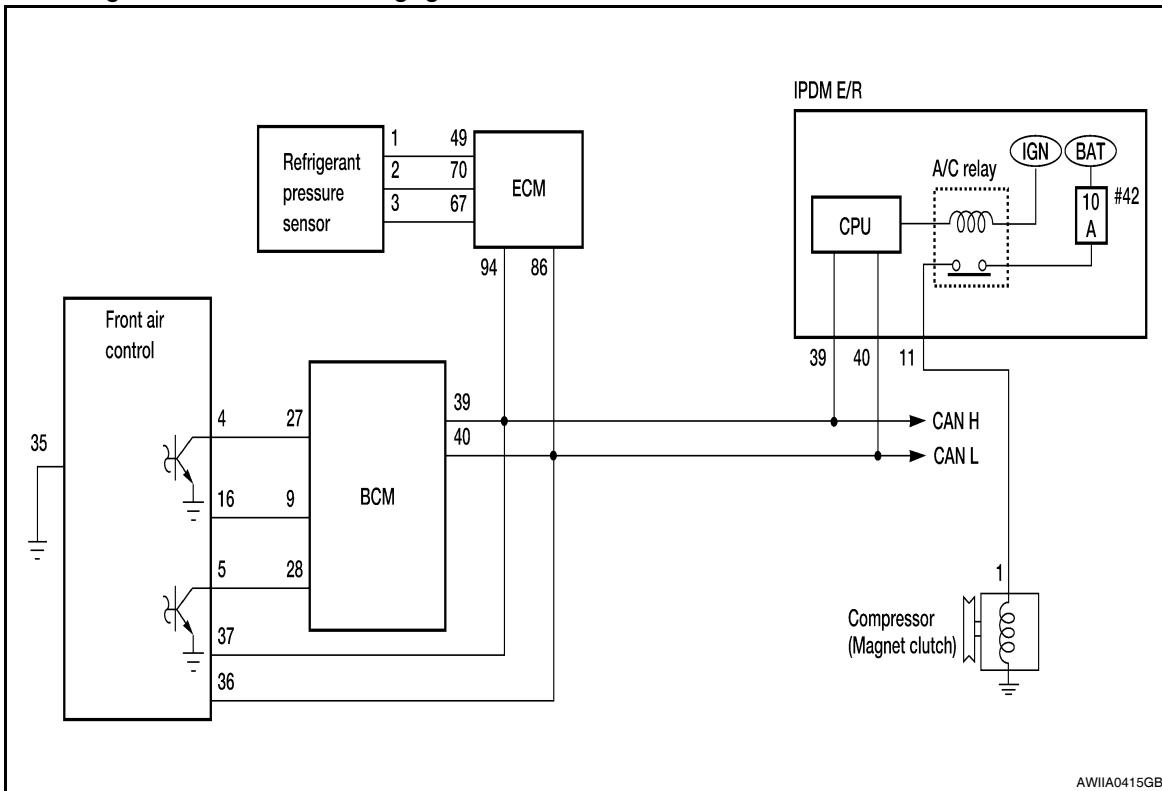 IPDM E/R
IGN
BAT
A/C relay
10
A
#42
CPU
Refrigerant
pressure
sensor
1
49
2
70
3
67
ECM
94
86
39
40
11
Front air
control
4
27
39
CAN H
40
CAN L
35
16
9
BCM
5
28
37
36
1
Compressor
(Magnet clutch)
AWIIA0415GB